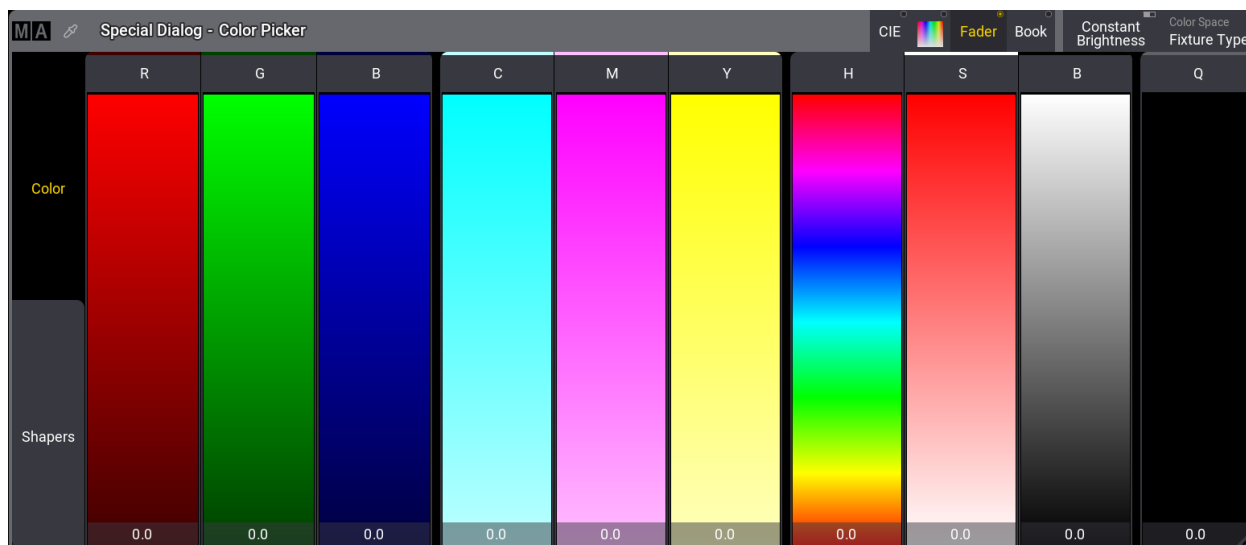 MA Special Dialog - Color Picker CIE Fader Book Constant Brightness Color Space Fixture Type
R G B C M Y H S B Q
Color
Shapers
0.0 0.0 0.0 0.0 0.0 0.0 0.0 0.0 0.0 0.0